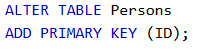 ALTER TABLE Persons
ADD PRIMARY KEY (ID);